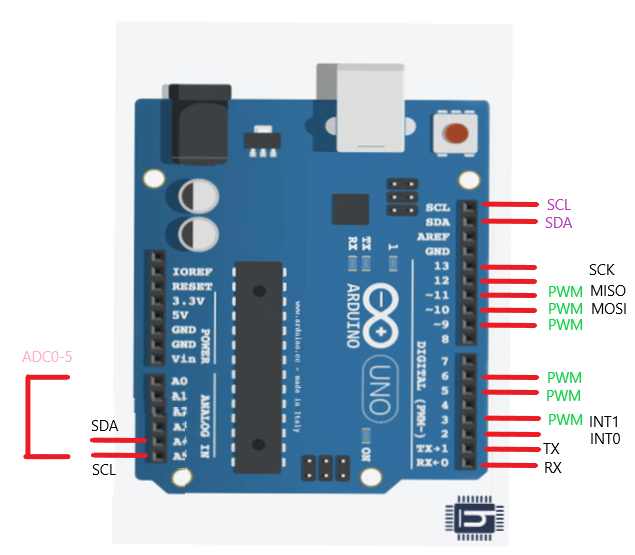 SCL SCL
SDA SDA
AREF
GND
RX TX 1
13 SCK
12
~11 PWM MISO
~10 PWM MOSI
~9 PWM
8
IOREF
RESET
3.3V
5V
GND
GND
Vin
POWER
www.arduino.cc - made in Italy
ARDUINO
UNO
DIGITAL (PWM~)
7
6 PWM
5 PWM
4
3 PWM INT1
2 INT0
TX→1 TX
RX←0 RX
ON
ADC0-5
A0
A1
A2
A3
SDA A4
SCL A5
ANALOG IN